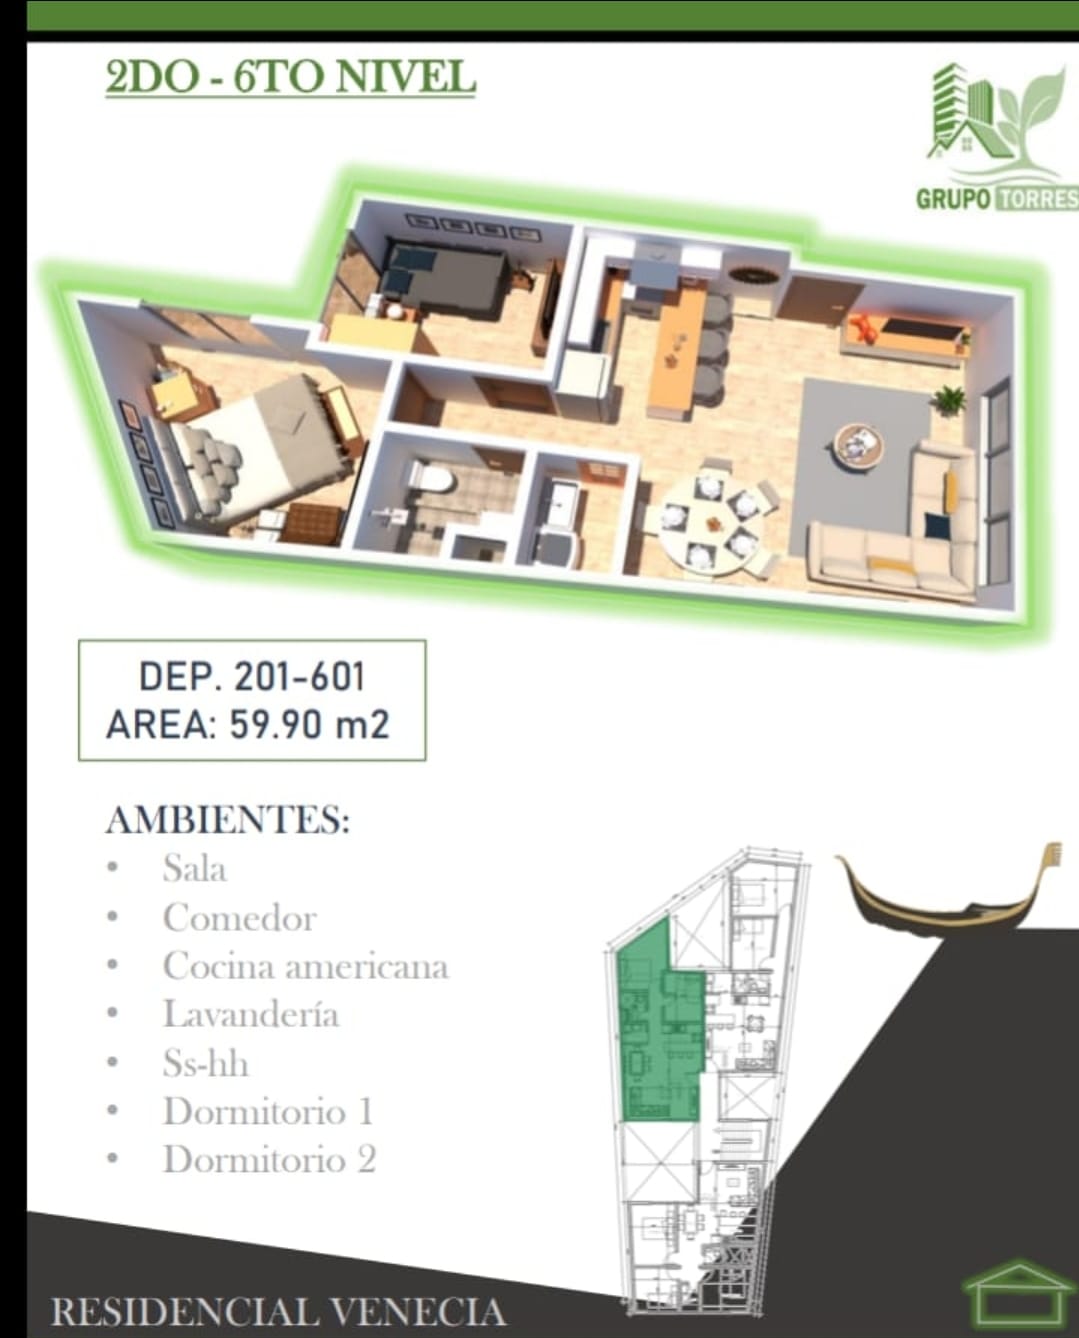 2DO - 6TO NIVEL
GRUPO TORRES
DEP. 201-601
AREA: 59.90 m2
AMBIENTES:
• Sala
• Comedor
• Cocina americana
• Lavandería
• Ss-hh
• Dormitorio 1
• Dormitorio 2
RESIDENCIAL VENECIA